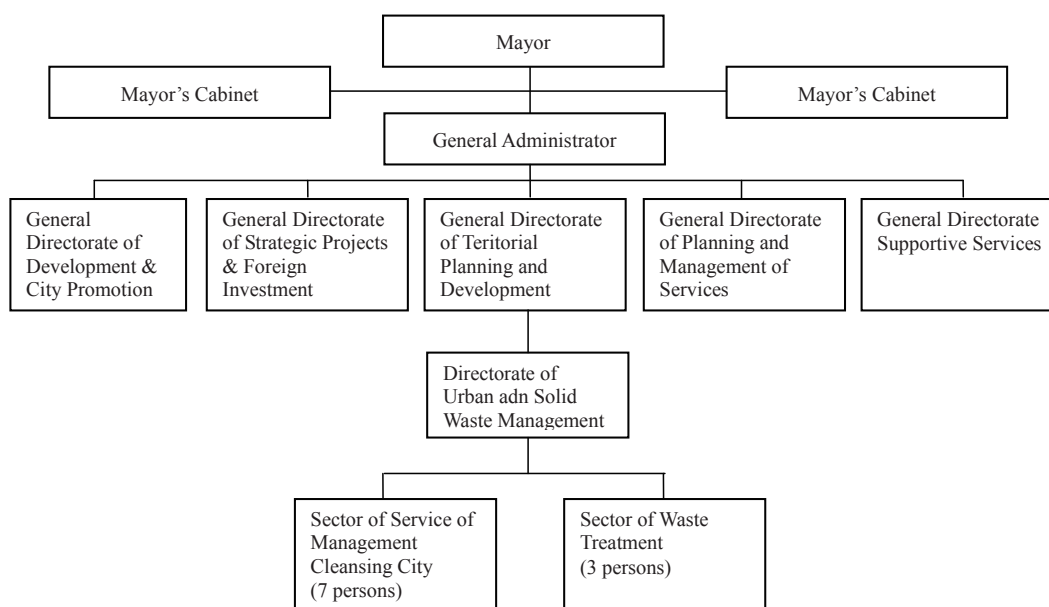 Mayor
Mayor's Cabinet
Mayor's Cabinet
General Administrator
General
Directorate of
Development &
City Promotion
General Directorate
of Strategic Projects
& Foreign
Investment
General Directorate
of Teritorial
Planning and
Development
General Directorate
of Planning and
Management of
Services
General Directorate
Supportive Services
Directorate of
Urban adn Solid
Waste Management
Sector of Service of
Management
Cleansing City
(7 persons)
Sector of Waste
Treatment
(3 persons)